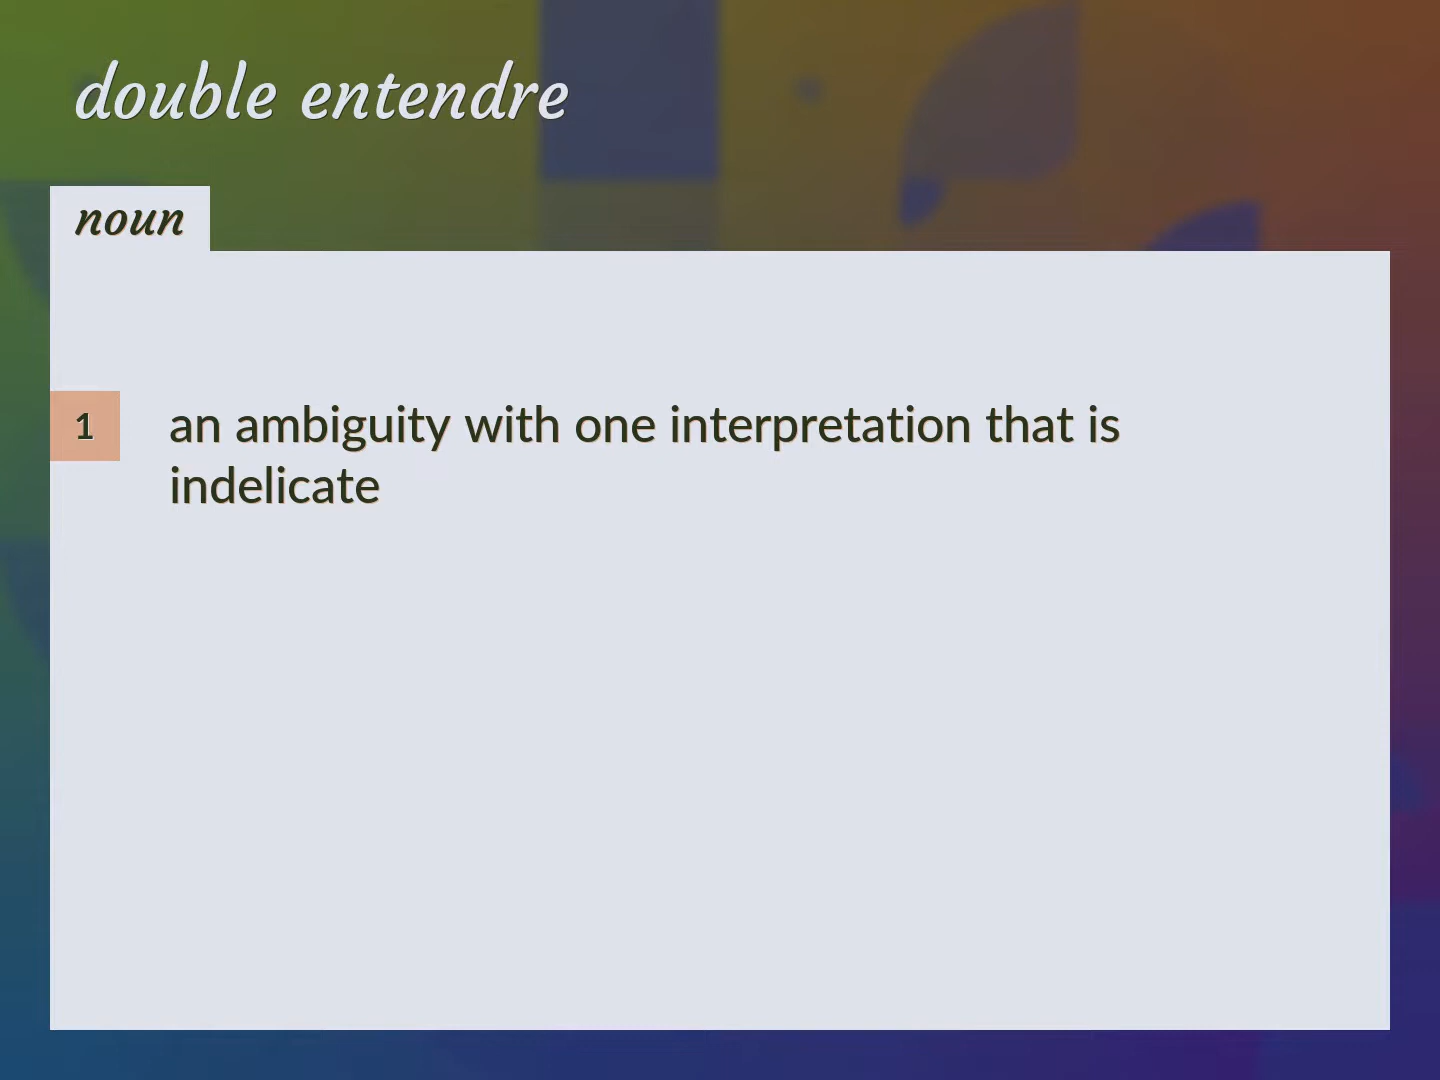 double entendre
noun
1
an ambiguity with one interpretation that is
indelicate